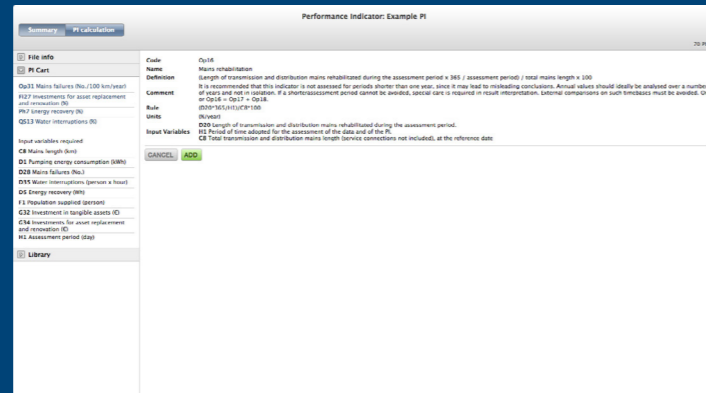 Performance Indicator: Example PI
Summary PI calculation
70 PI
File info
PI Cart
Op31 Mains failures (No./100 km/year)
Fi27 Investments for asset replacement
and renovation (%)
Ph7 Energy recovery (%)
QS13 Water interruptions (%)
Input variables required
C8 Mains length (km)
D1 Pumping energy consumption (kWh)
D28 Mains failures (No.)
D35 Water interruptions (person x hour)
D5 Energy recovery (Wh)
F1 Population supplied (person)
G32 Investment in tangible assets (€)
G34 Investments for asset replacement
and renovation (€)
H1 Assessment period (day)
Library
Code Op16
Name Mains rehabilitation
Definition (Length of transmission and distribution mains rehabilitated during the assessment period x 365 / assessment period) / total mains length x 100
It is recommended that this indicator is not assessed for periods shorter than one year, since it may lead to misleading conclusions. Annual values should ideally be analysed over a number
Comment of years and not in isolation. If a shorterassessment period cannot be avoided, special care is required in result interpretation. External comparisons on such timebases must be avoided.
or Op16 = Op17 + Op18.
Rule (D20*365/H1)/C8*100
Units (%/year)
D20 Length of transmission and distribution mains rehabilitated during the assessment period.
Input Variables H1 Period of time adopted for the assessment of the data and of the PI.
C8 Total transmission and distribution mains length (service connections not included), at the reference date
CANCEL ADD